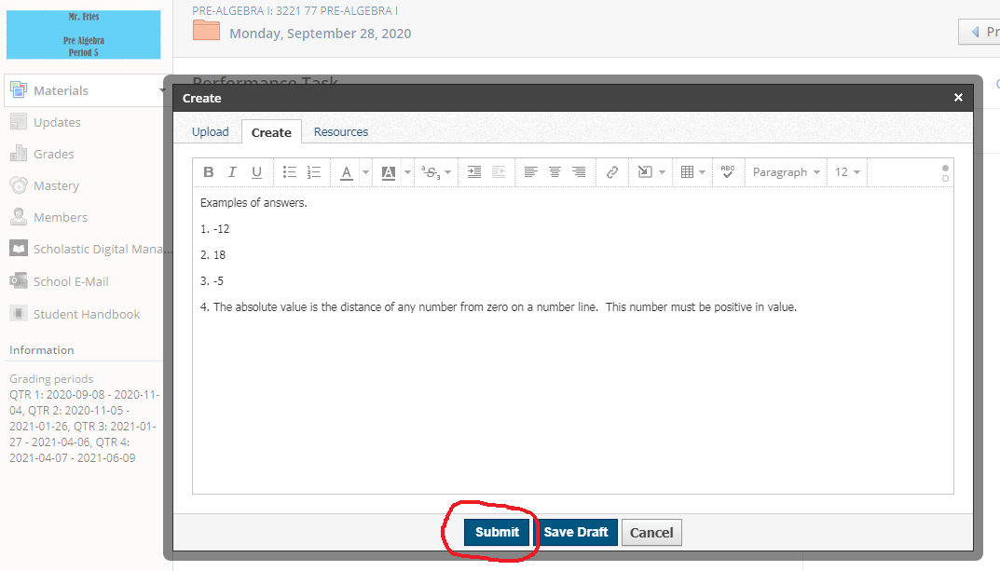 Mr. Fries
Pre Algebra
Period 5
PRE-ALGEBRA I: 3221 77 PRE-ALGEBRA I
Monday, September 28, 2020
Pr
Materials
Updates
Grades
Mastery
Members
Scholastic Digital Mana...
School E-Mail
Student Handbook
Information
Grading periods
QTR 1: 2020-09-08 - 2020-11-
04, QTR 2: 2020-11-05 -
2021-01-26, QTR 3: 2021-01-
27 - 2021-04-06, QTR 4:
2021-04-07 - 2021-06-09
Performance Task
Create
Upload
Create
Resources
B I U A A S ABC Paragraph 12
Examples of answers.
1. -12
2. 18
3. -5
4. The absolute value is the distance of any number from zero on a number line.  This number must be positive in value.
Submit
Save Draft
Cancel